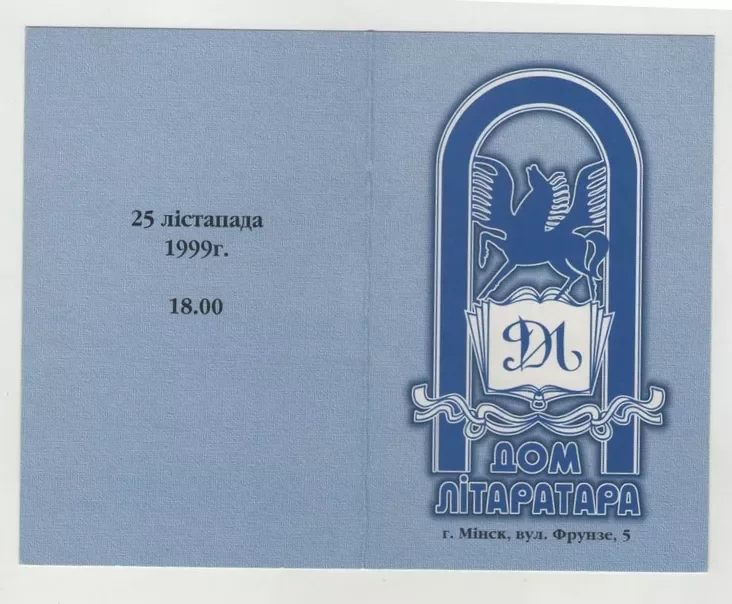 25 лістапада
1999г.
18.00
ДЛ
ДОМ
ЛІТАРАТАРА
г. Мінск, вул. Фрунзе, 5